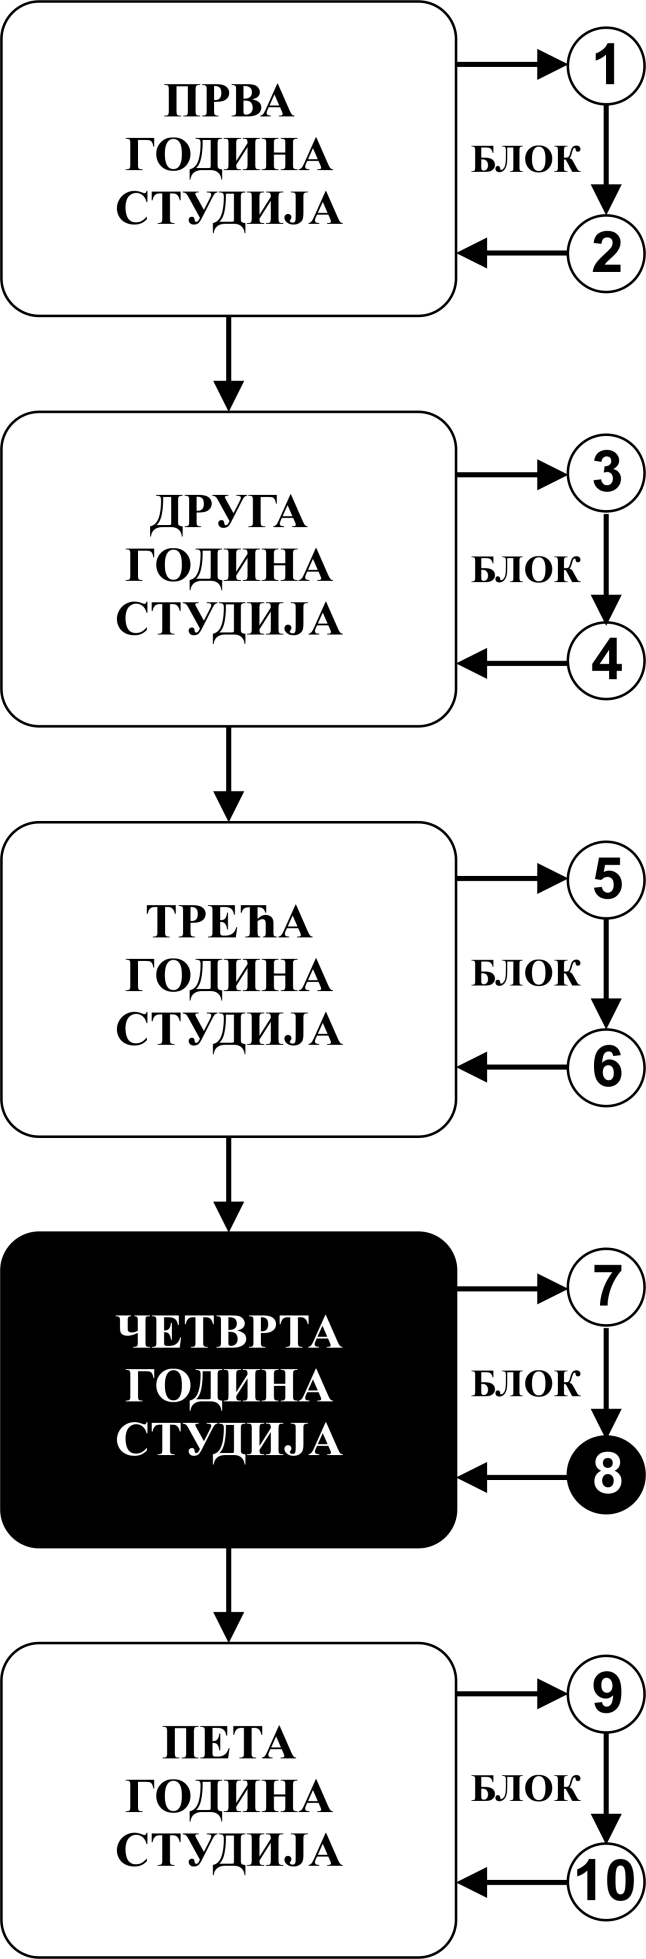 ПРВА
ГОДИНА
СТУДИЈА
1
БЛОК
2
ДРУГА
ГОДИНА
СТУДИЈА
3
БЛОК
4
ТРЕЋА
ГОДИНА
СТУДИЈА
5
БЛОК
6
ЧЕТВРТА
ГОДИНА
СТУДИЈА
7
БЛОК
8
ПЕТА
ГОДИНА
СТУДИЈА
9
БЛОК
10